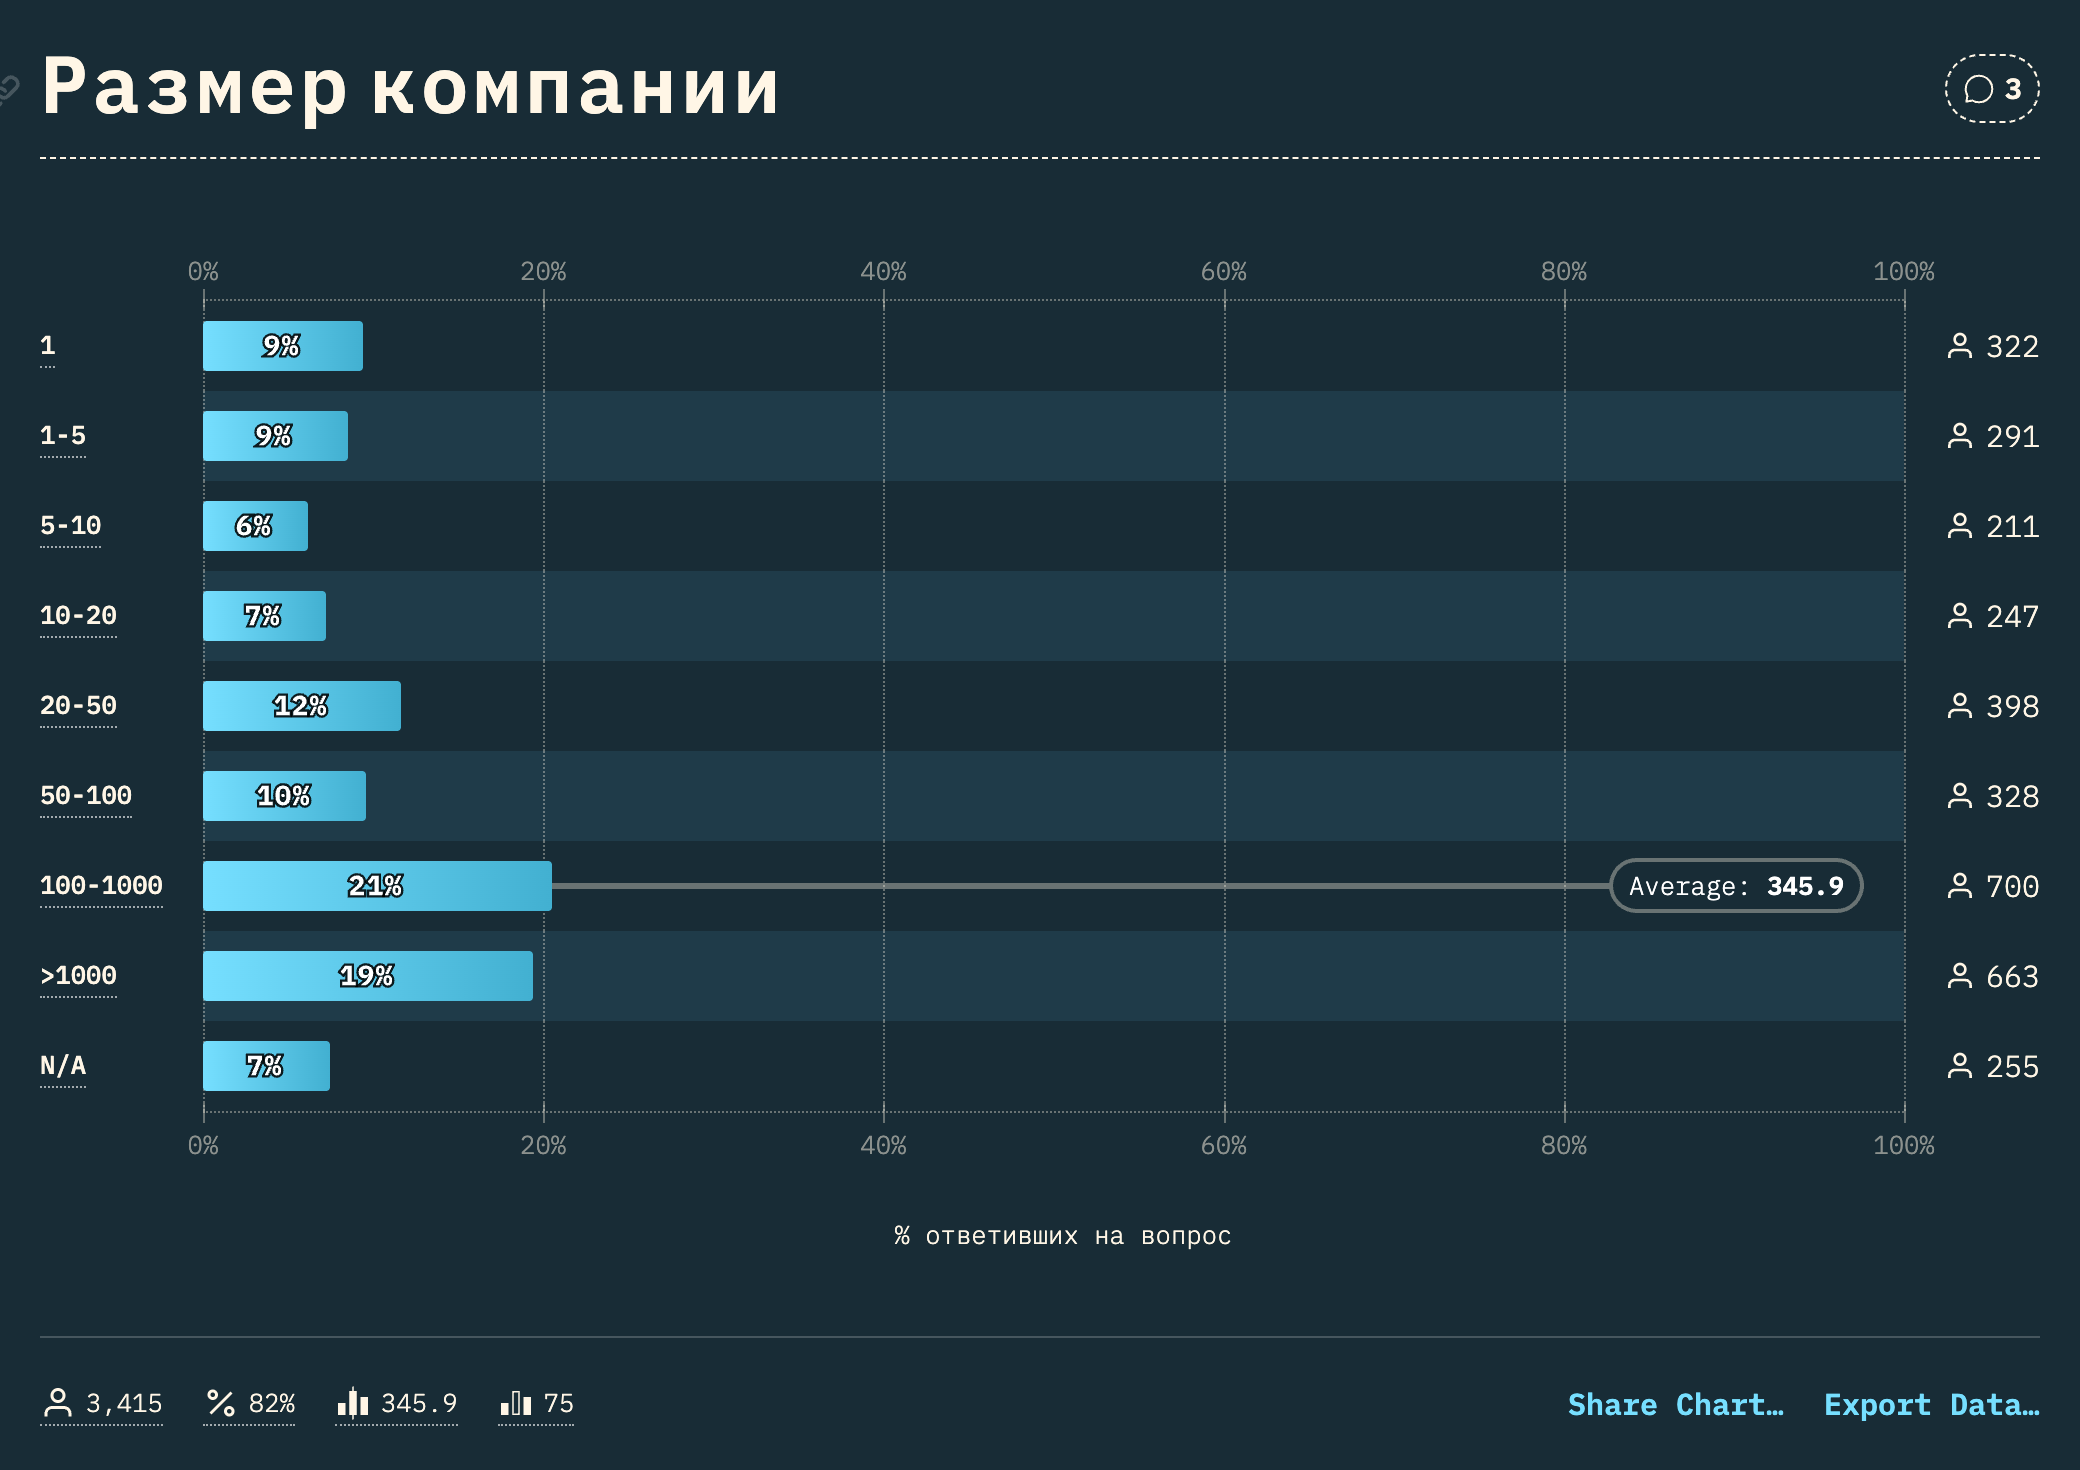 Размер компании
3
0% 20% 40% 60% 80% 100%
1 9% 322
1-5 9% 291
5-10 6% 211
10-20 7% 247
20-50 12% 398
50-100 10% 328
100-1000 21% Average: 345.9 700
>1000 19% 663
N/A 7% 255
0% 20% 40% 60% 80% 100%
% ответивших на вопрос
3,415 82% 345.9 75 Share Chart… Export Data…